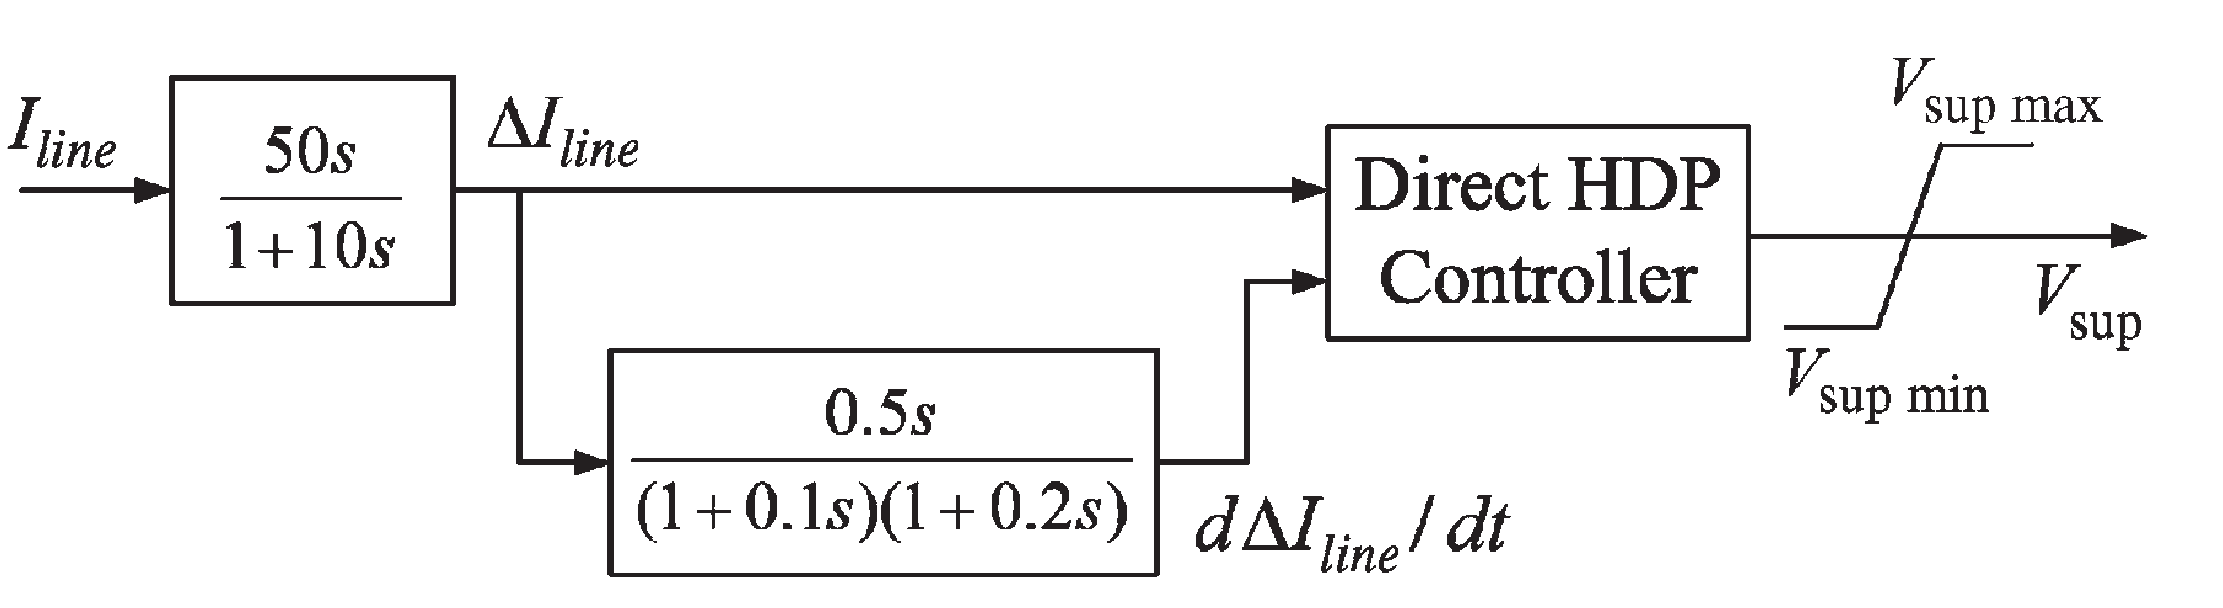 I_line
50s
1+10s
ΔI_line
Direct HDP
Controller
V_sup max
V_sup
V_sup min
0.5s
(1+0.1s)(1+0.2s)
dΔI_line/dt